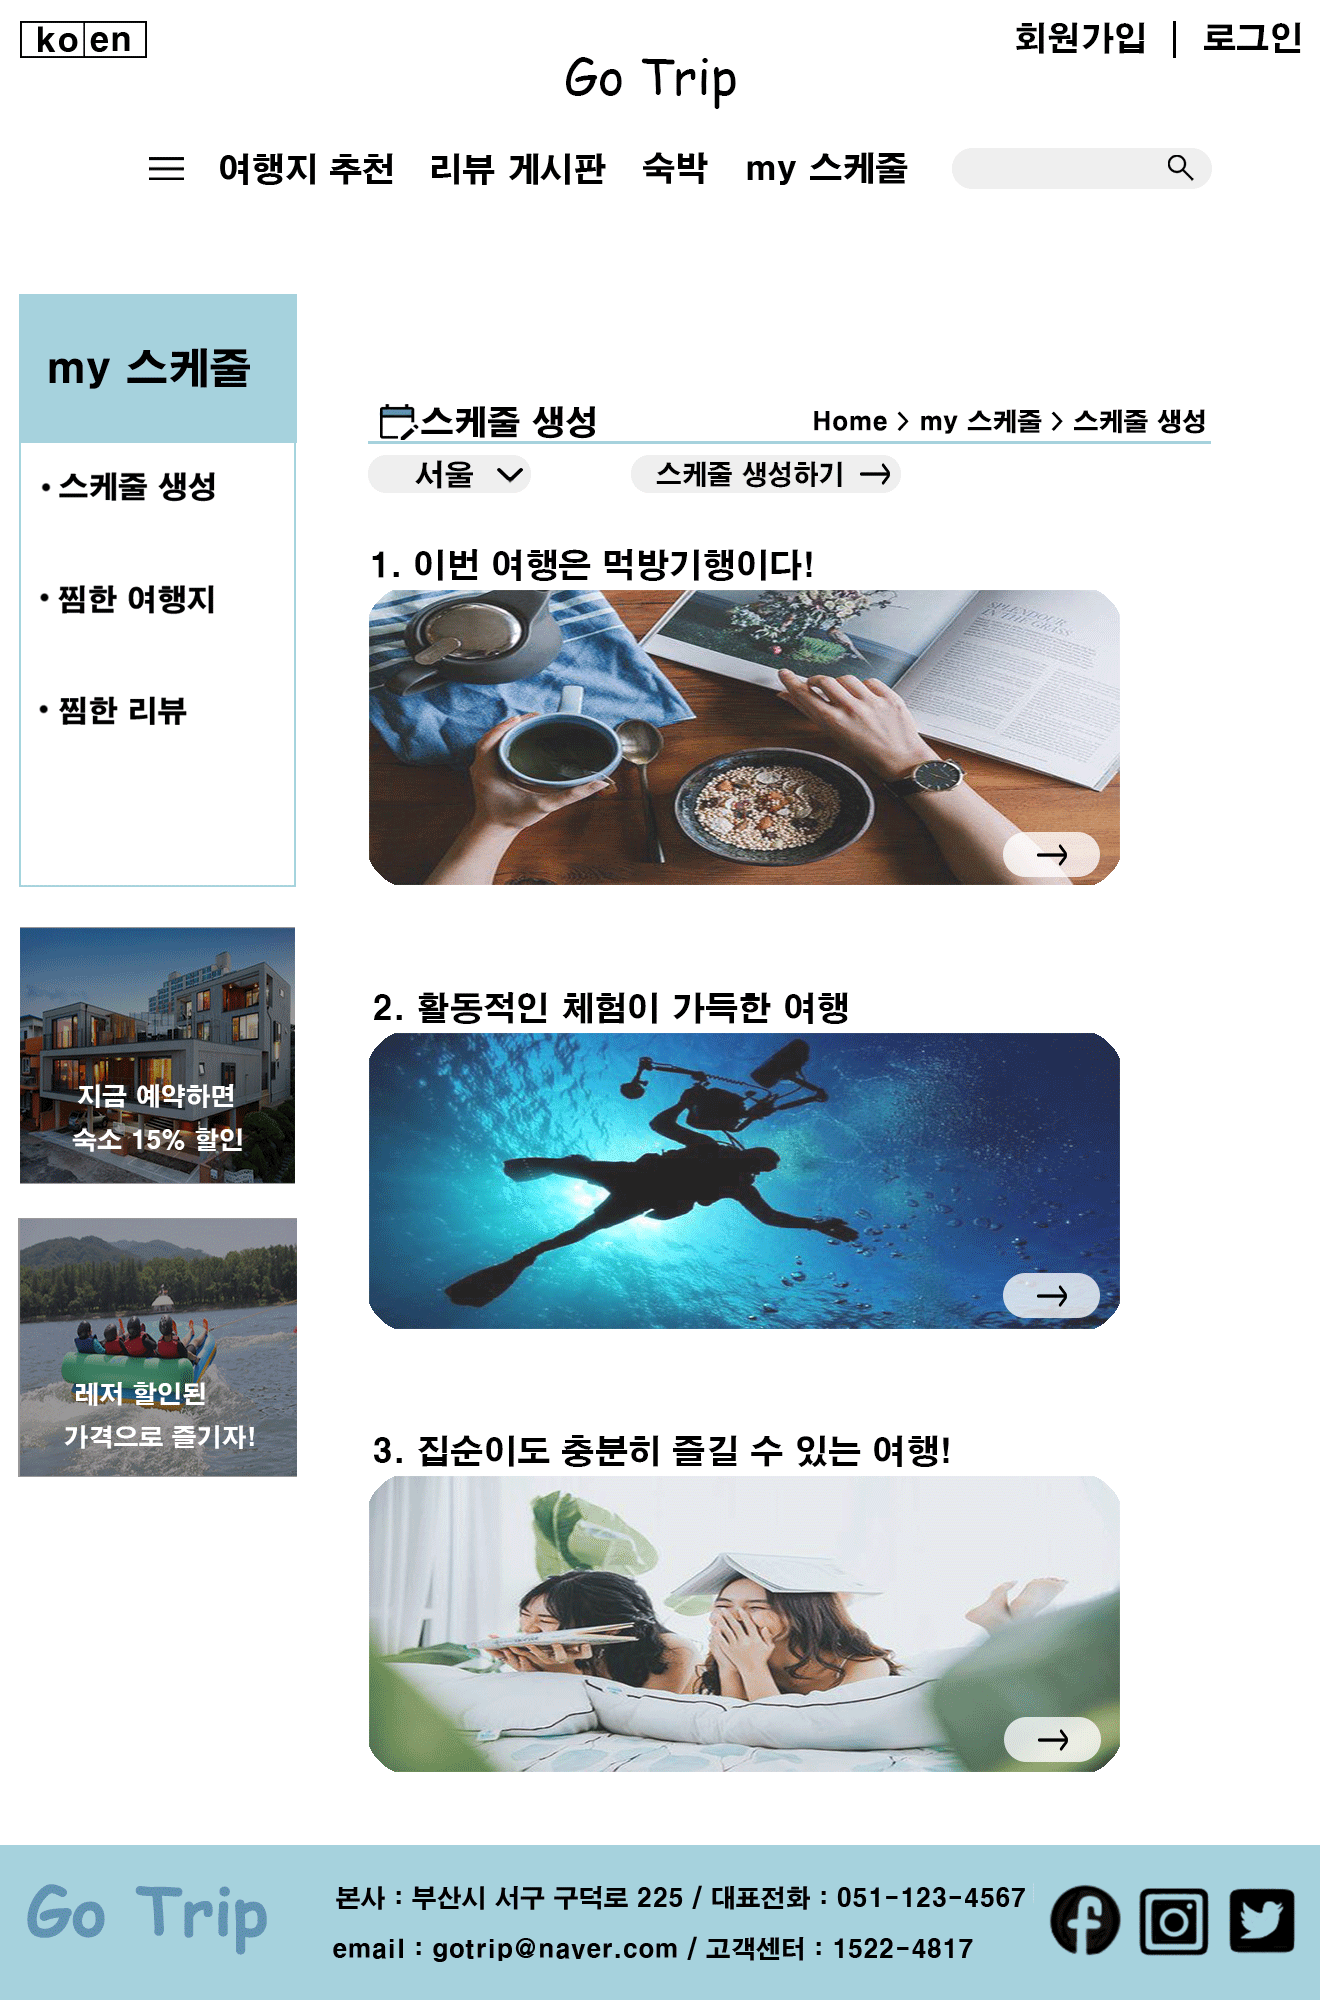 ko en
회원가입 | 로그인
Go Trip
여행지 추천 리뷰 게시판 숙박 my 스케줄
my 스케줄
• 스케줄 생성
• 찜한 여행지
• 찜한 리뷰
지금 예약하면
숙소 15% 할인
레저 할인된
가격으로 즐기자!
스케줄 생성
Home > my 스케줄 > 스케줄 생성
서울
스케줄 생성하기 →
1. 이번 여행은 먹방기행이다!
SPLENDOUR
IN THE GRASS
2. 활동적인 체험이 가득한 여행
3. 집순이도 충분히 즐길 수 있는 여행!
Go Trip
본사 : 부산시 서구 구덕로 225 / 대표전화 : 051-123-4567
email : gotrip@naver.com / 고객센터 : 1522-4817